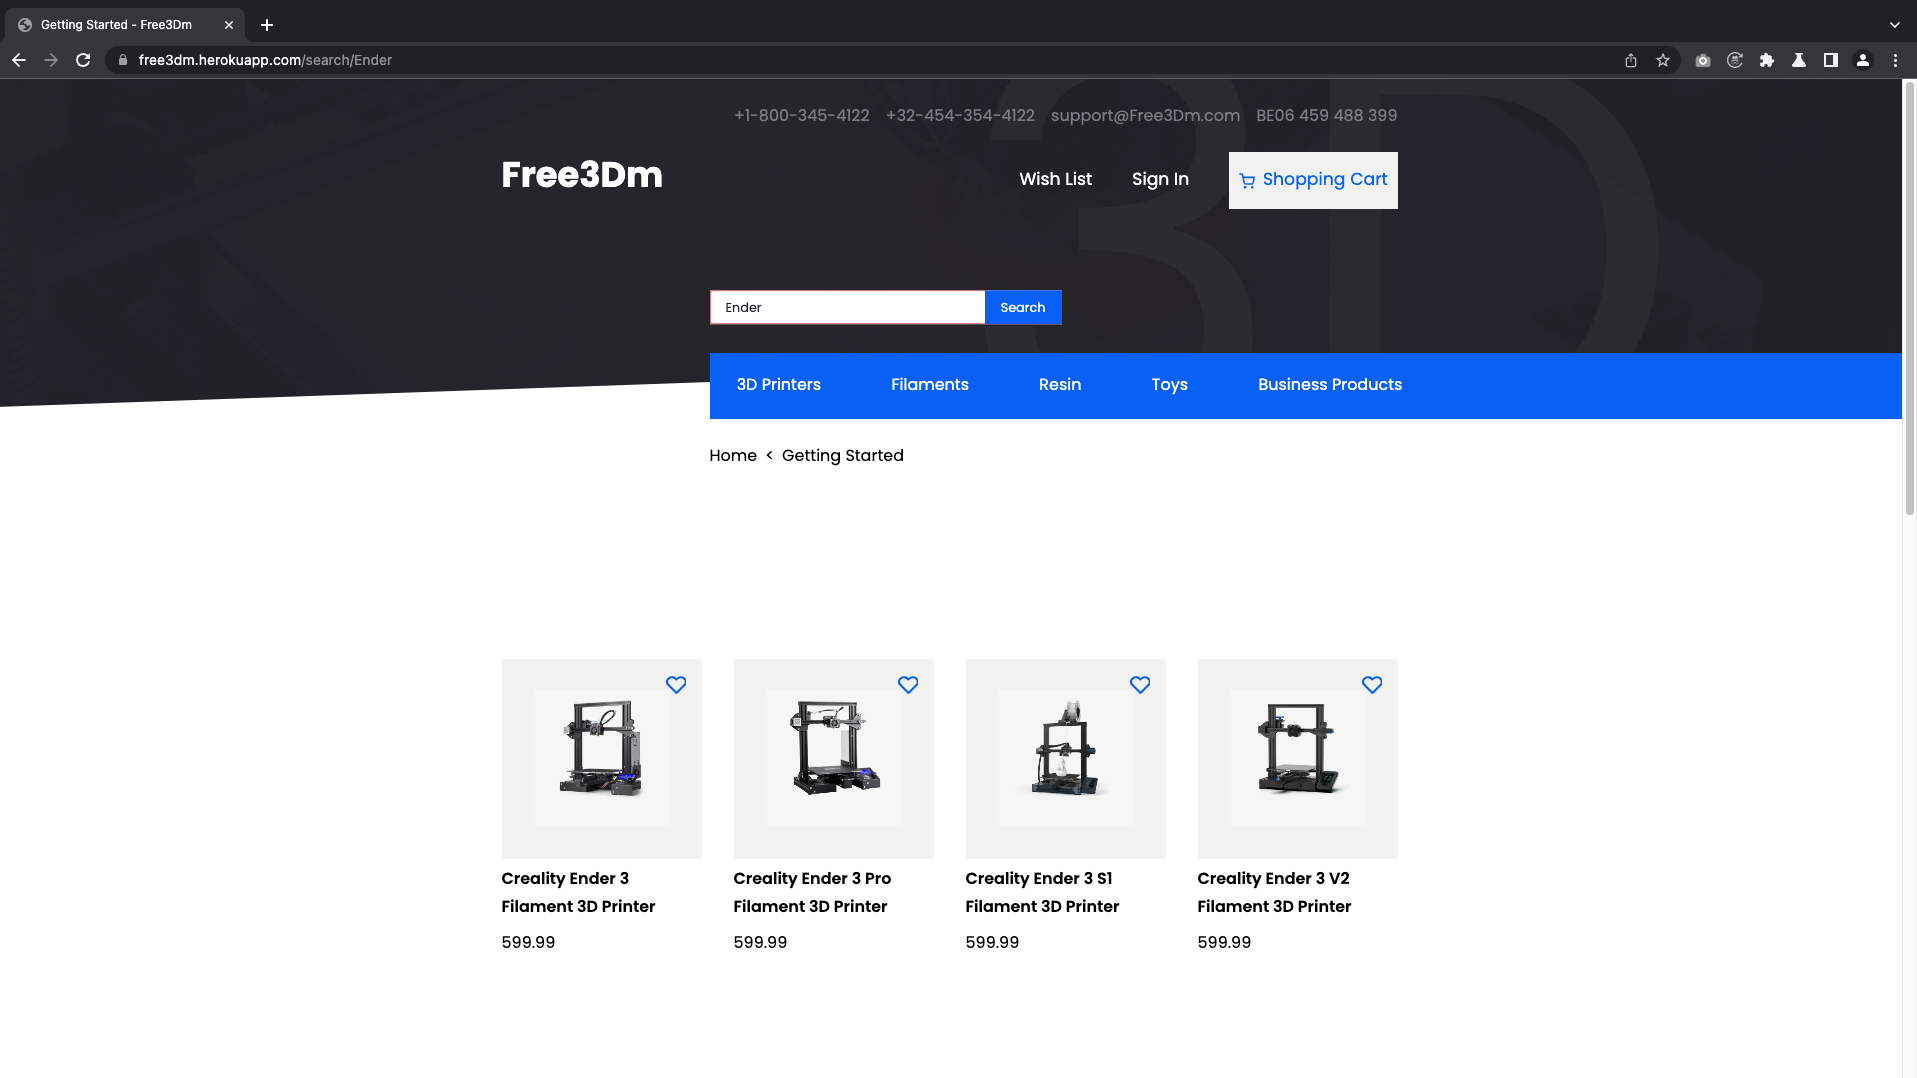 Getting Started - Free3Dm
free3dm.herokuapp.com/search/Ender
+1-800-345-4122 +32-454-354-4122 support@Free3Dm.com BE06 459 488 399
Free3Dm
Wish List Sign In Shopping Cart
3D
Ender Search
3D Printers Filaments Resin Toys Business Products
Home < Getting Started
Creality Ender 3
Filament 3D Printer
599.99
Creality Ender 3 Pro
Filament 3D Printer
599.99
Creality Ender 3 S1
Filament 3D Printer
599.99
Creality Ender 3 V2
Filament 3D Printer
599.99